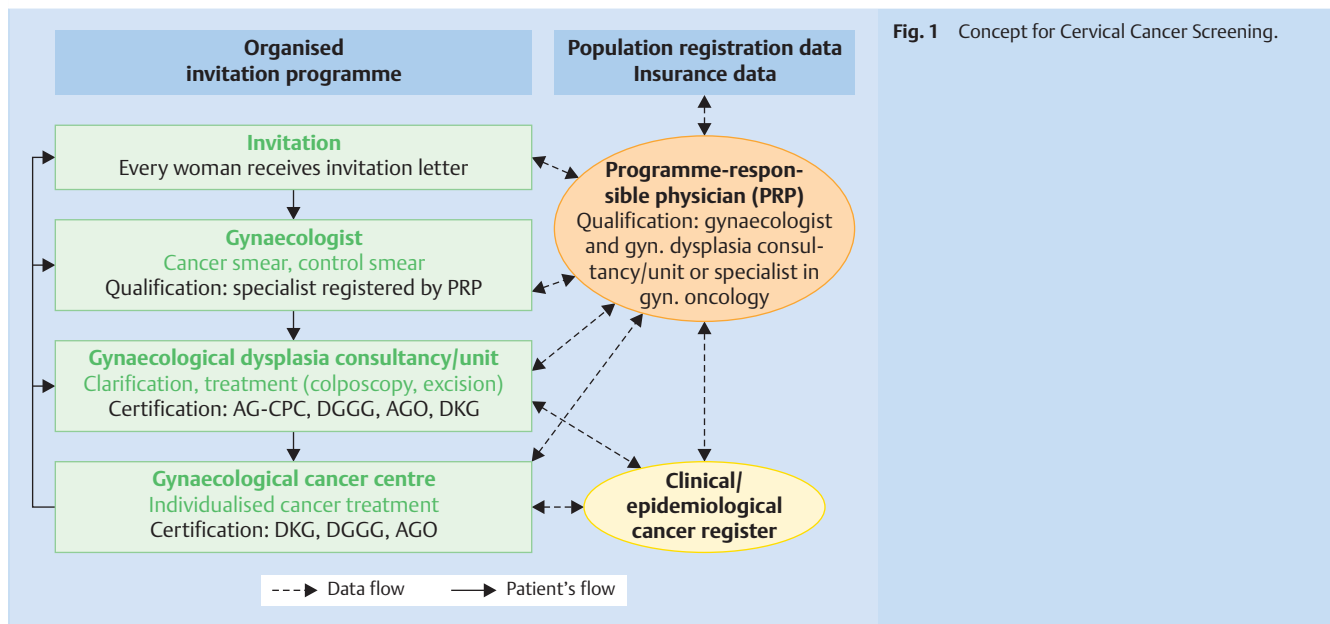 Organised
invitation programme
Population registration data
Insurance data
Fig. 1 Concept for Cervical Cancer Screening.
Invitation
Every woman receives invitation letter
Gynaecologist
Cancer smear, control smear
Qualification: specialist registered by PRP
Gynaecological dysplasia consultancy/unit
Clarification, treatment (colposcopy, excision)
Certification: AG-CPC, DGGG, AGO, DKG
Gynaecological cancer centre
Individualised cancer treatment
Certification: DKG, DGGG, AGO
Programme-respon-
sible physician (PRP)
Qualification: gynaecologist
and gyn. dysplasia consul-
tancy/unit or specialist in
gyn. oncology
Clinical/
epidemiological
cancer register
Data flow
Patient's flow